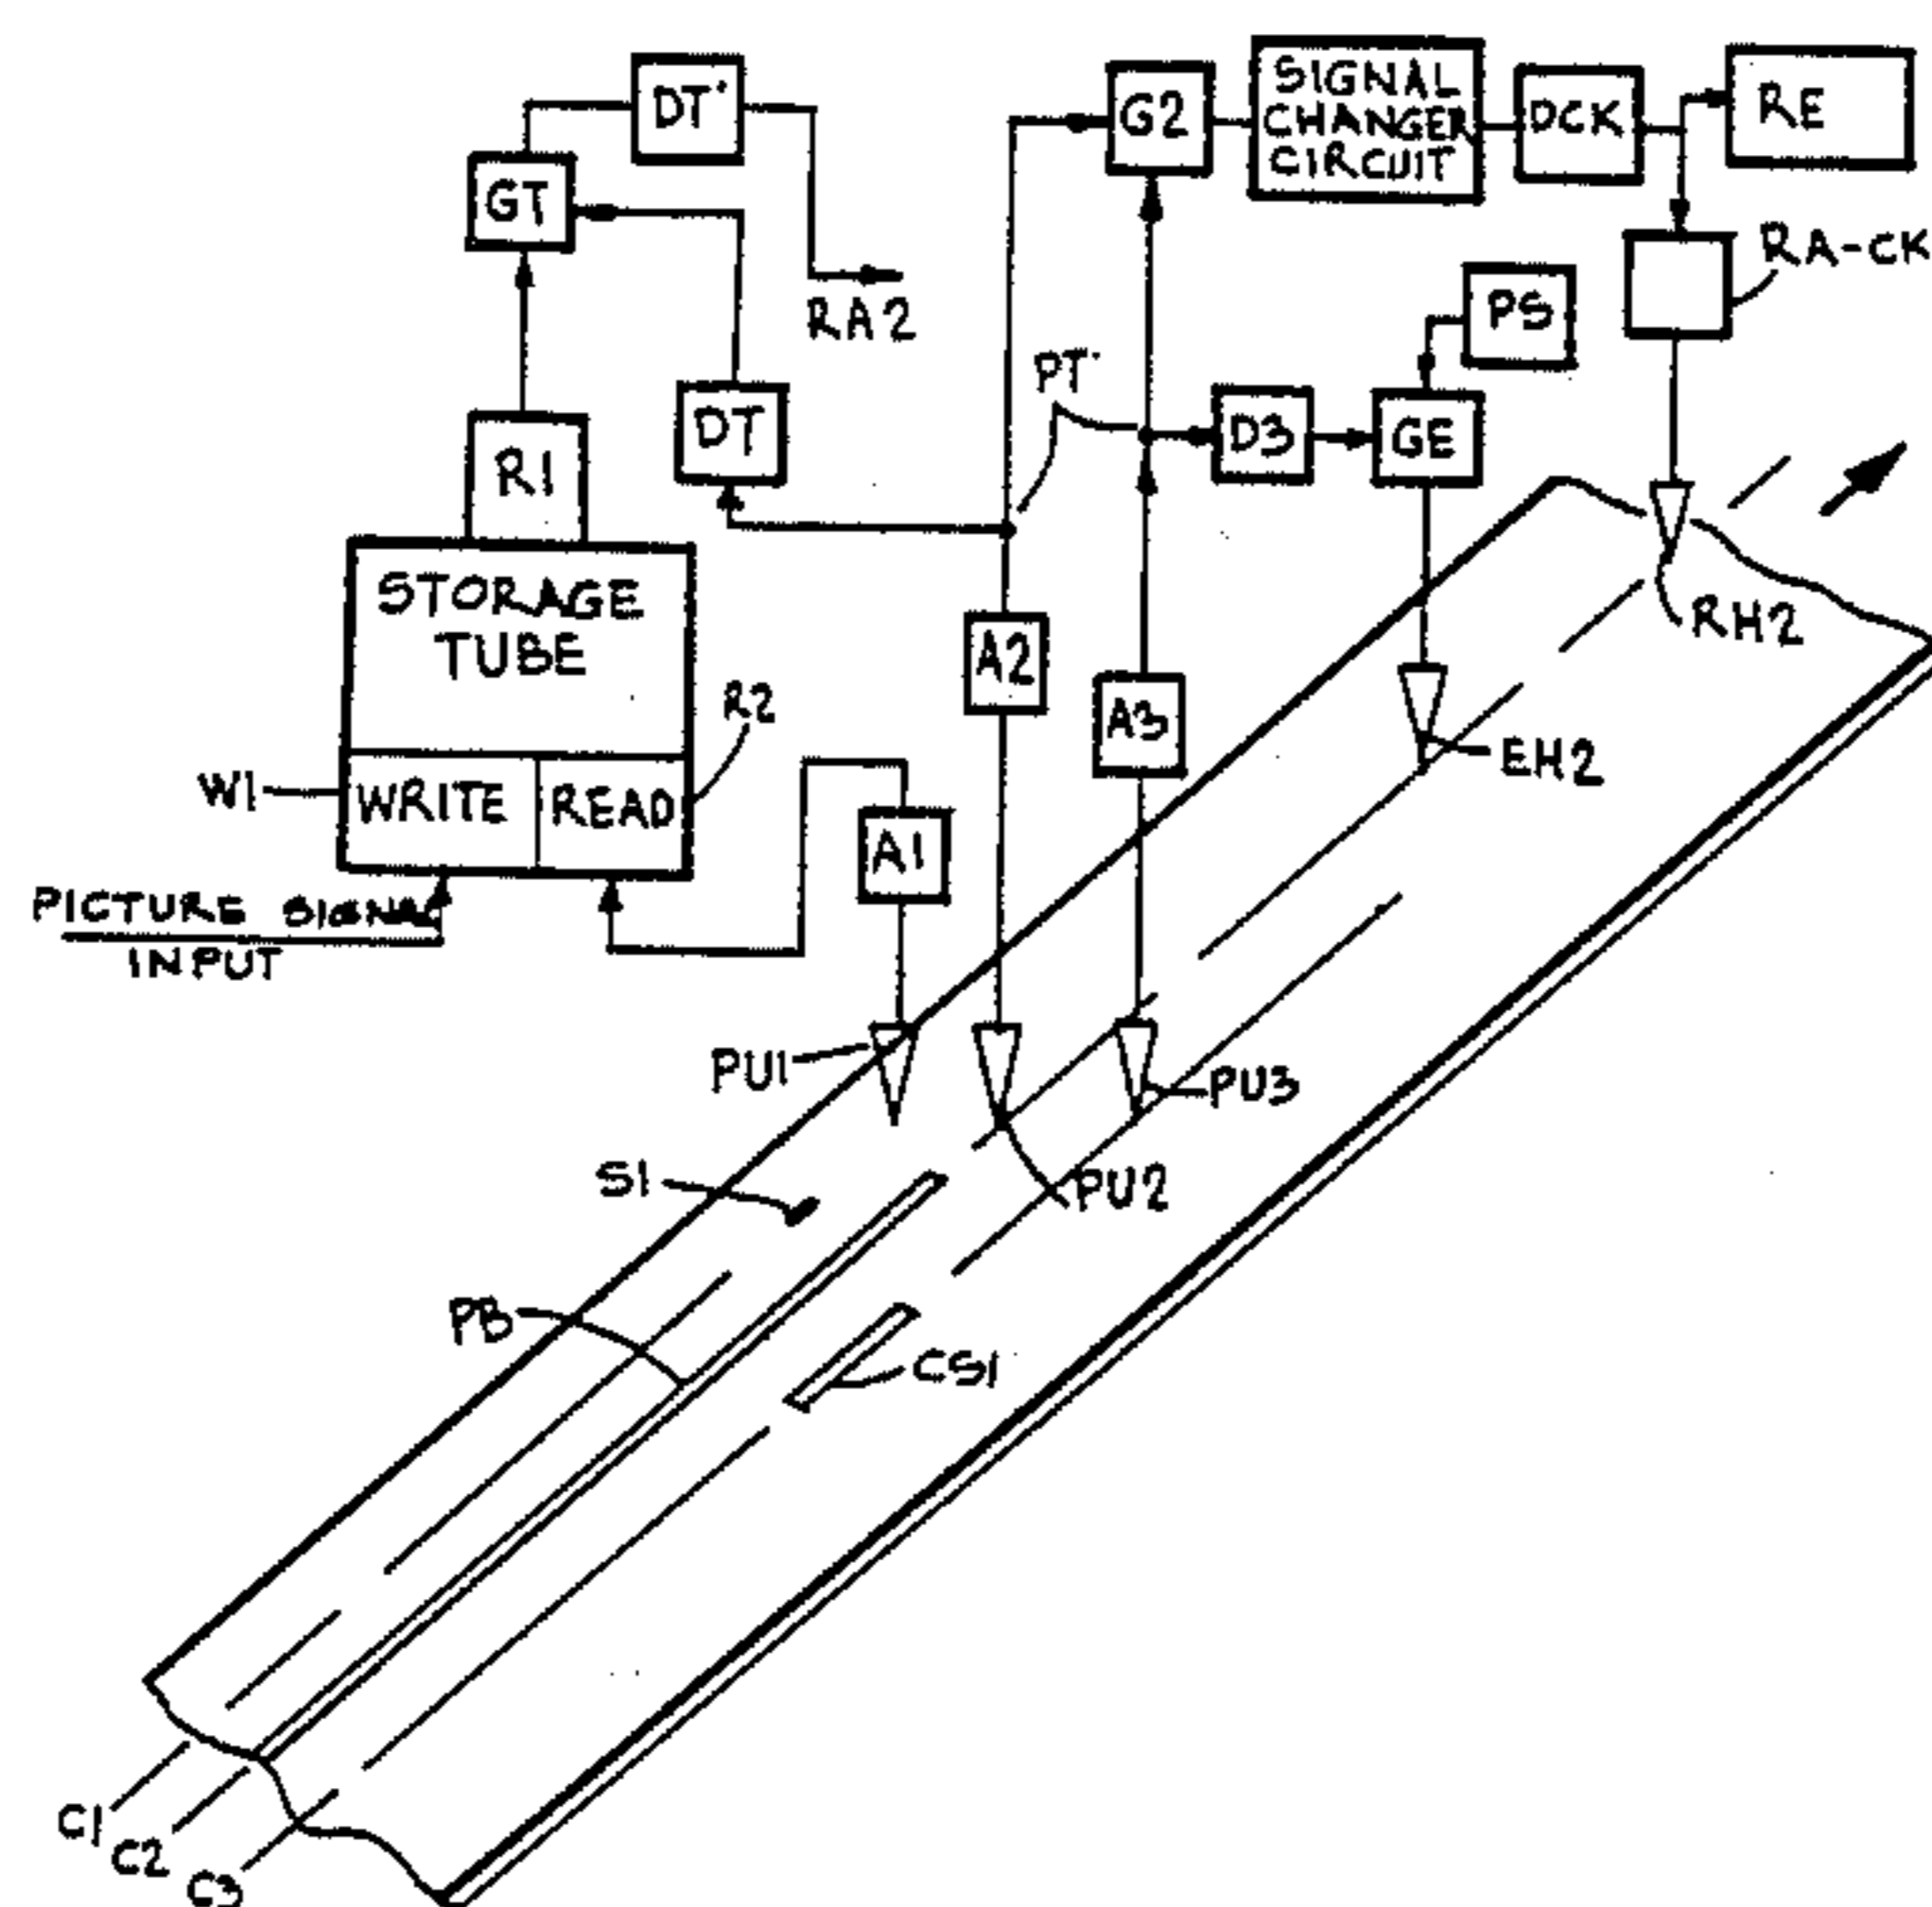 DT'
G2
SIGNAL
CHANGER
CIRCUIT
DCK
RE
GT
RA-CK
RA2
PS
PT'
DT
D3
GE
R1
STORAGE
TUBE
A2
RH2
R2
A3
EH2
W1
WRITE
READ
A1
PICTURE SIGNAL
INPUT
PU1
PU3
S1
PU2
PB
CS1
C1
C2
C3